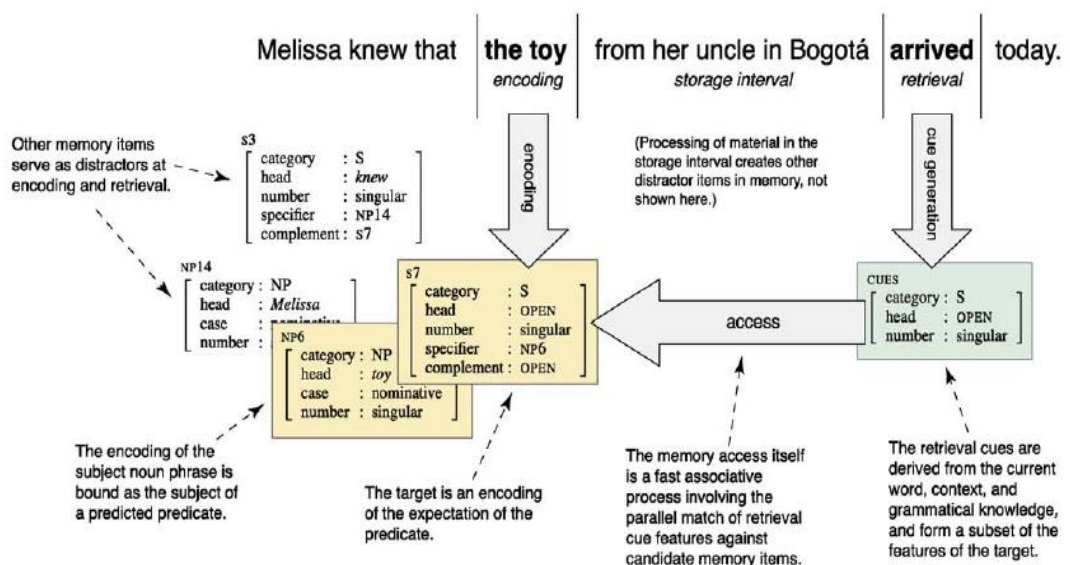 Melissa knew that the toy from her uncle in Bogotá arrived today.
encoding storage interval retrieval
Other memory items
serve as distractors at
encoding and retrieval.
S3
category : S
head : knew
number : singular
specifier : NP14
complement : S7
encoding
(Processing of material in the
storage interval creates other
distractor items in memory, not
shown here.)
cue generation
NP14
category : NP
head : Melissa
case :
number :
NP6
category : NP
head : toy
case : nominative
number : singular
S7
category : S
head : OPEN
number : singular
specifier : NP6
complement : OPEN
access
CUES
category : S
head : OPEN
number : singular
The encoding of the
subject noun phrase is
bound as the subject of
a predicted predicate.
The target is an encoding
of the expectation of the
predicate.
The memory access itself
is a fast associative
process involving the
parallel match of retrieval
cue features against
candidate memory items.
The retrieval cues are
derived from the current
word, context, and
grammatical knowledge,
and form a subset of the
features of the target.